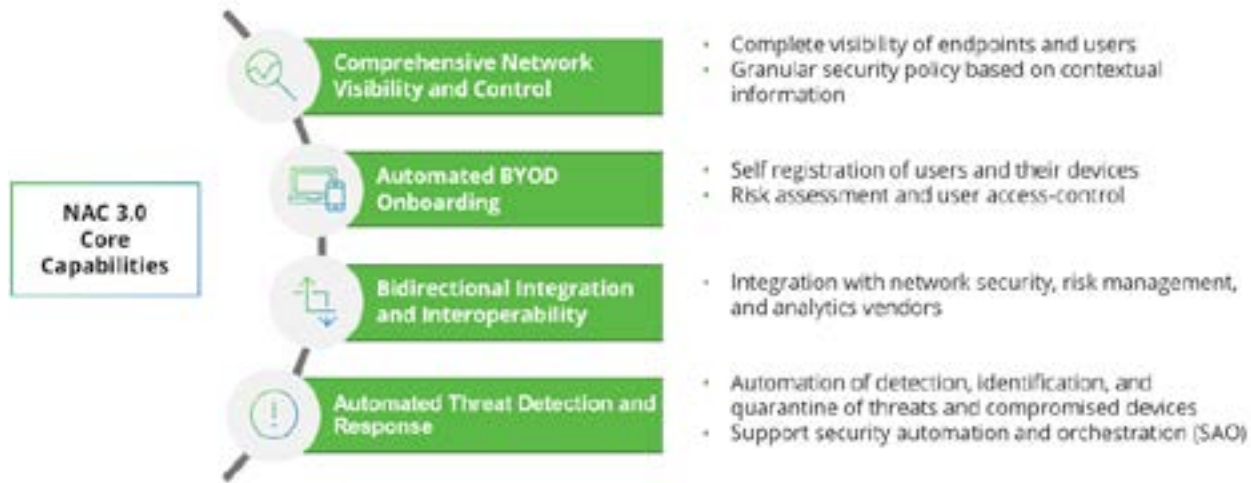 NAC 3.0
Core
Capabilities
Comprehensive Network
Visibility and Control
• Complete visibility of endpoints and users
• Granular security policy based on contextual
information
Automated BYOD
Onboarding
• Self registration of users and their devices
• Risk assessment and user access-control
Bidirectional Integration
and Interoperability
• Integration with network security, risk management,
and analytics vendors
Automated Threat Detection and
Response
• Automation of detection, identification, and
quarantine of threats and compromised devices
• Support security automation and orchestration (SAO)